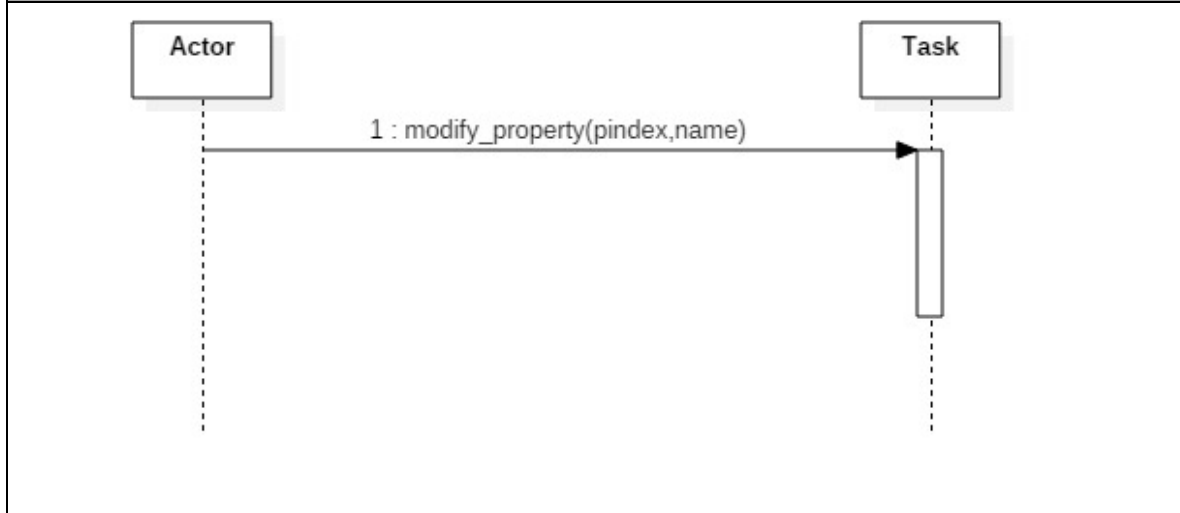 Actor
Task
1 : modify_property(pindex,name)